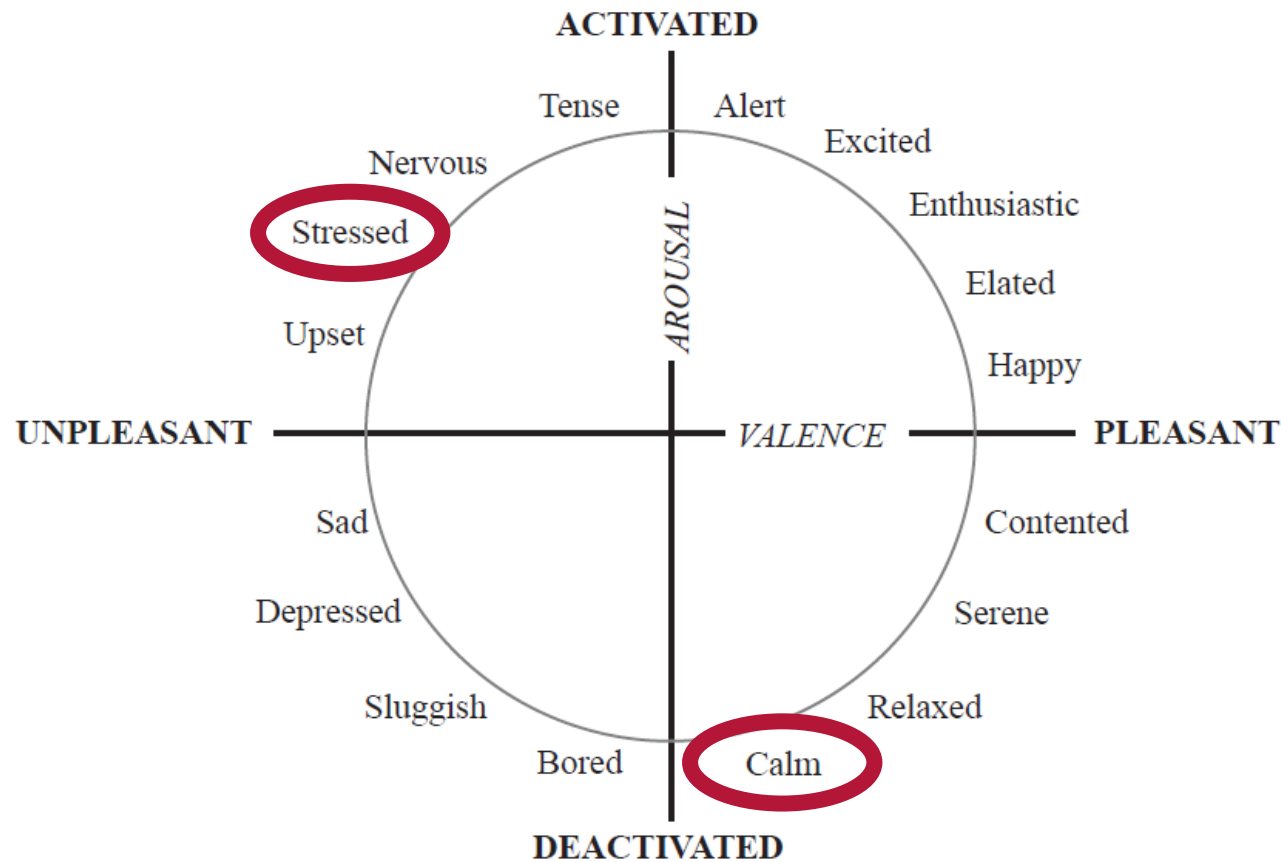 ACTIVATED
Tense
Alert
Excited
Nervous
Enthusiastic
Stressed
AROUSAL
Elated
Upset
Happy
UNPLEASANT
VALENCE
PLEASANT
Sad
Contented
Depressed
Serene
Sluggish
Relaxed
Bored
Calm
DEACTIVATED